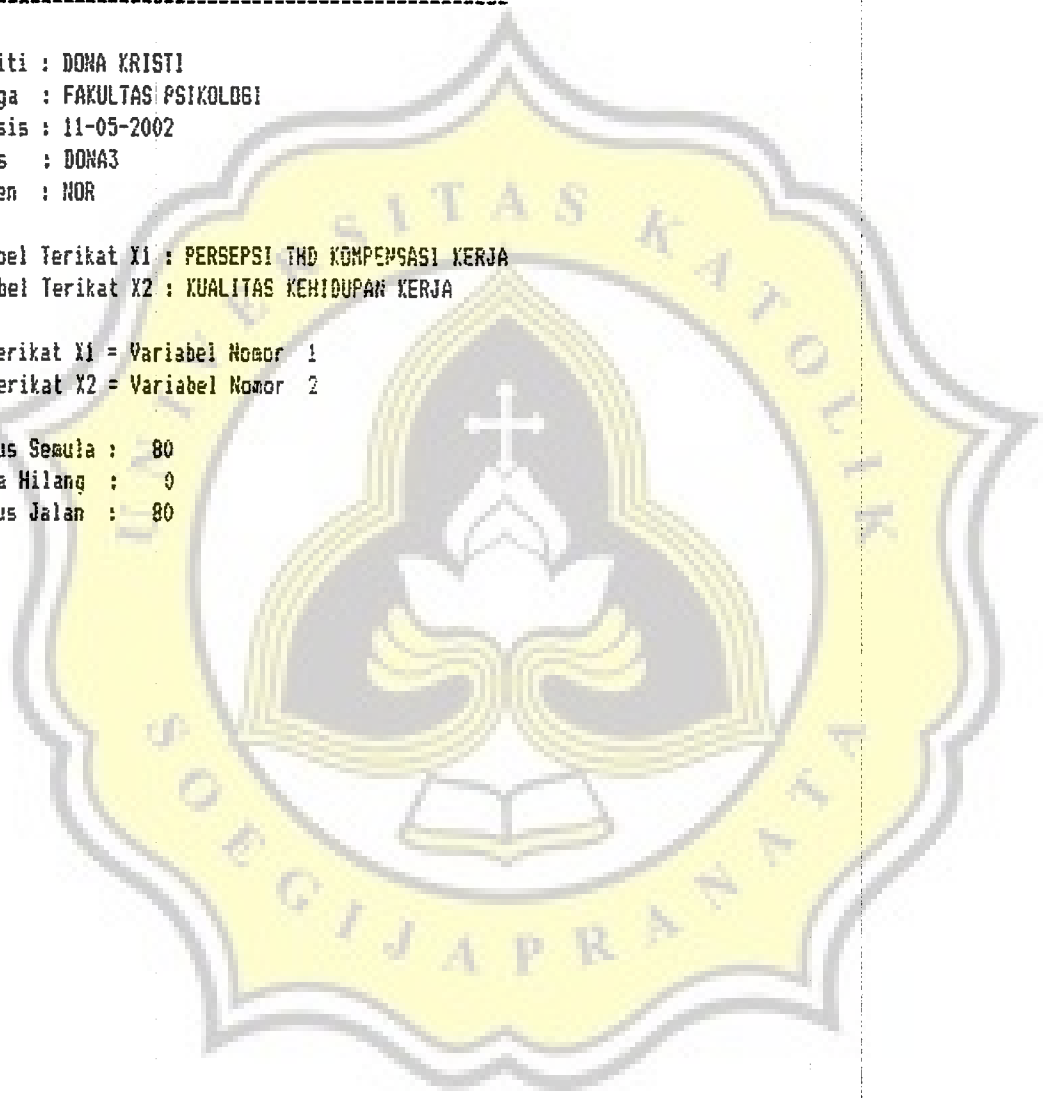 iti : DONA KRISTI
ga : FAKULTAS PSIKOLOGI
sis : 11-05-2002
s : DONA3
en : NOR
bel Terikat X1 : PERSEPSI THD KOMPENSASI KERJA
bel Terikat X2 : KUALITAS KEHIDUPAN KERJA
erikat X1 = Variabel Nomor 1
erikat X2 = Variabel Nomor 2
us Semula : 80
a Hilang : 0
us Jalan : 80
UNIVERSITAS KATOLIK
SOEGIJAPRANATA